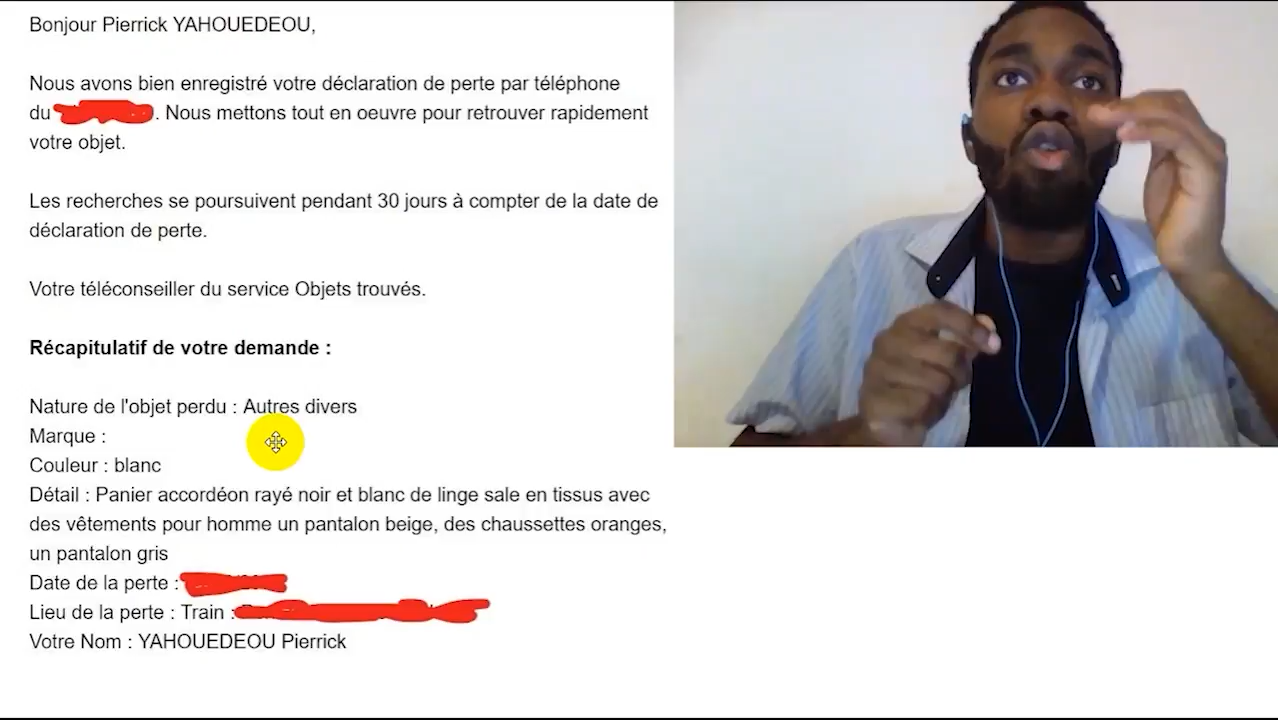 Bonjour Pierrick YAHOUEDEOU,
Nous avons bien enregistré votre déclaration de perte par téléphone
du . Nous mettons tout en oeuvre pour retrouver rapidement
votre objet.
Les recherches se poursuivent pendant 30 jours à compter de la date de
déclaration de perte.
Votre téléconseiller du service Objets trouvés.
Récapitulatif de votre demande :
Nature de l'objet perdu : Autres divers
Marque :
Couleur : blanc
Détail : Panier accordéon rayé noir et blanc de linge sale en tissus avec
des vêtements pour homme un pantalon beige, des chaussettes oranges,
un pantalon gris
Date de la perte :
Lieu de la perte : Train :
Votre Nom : YAHOUEDEOU Pierrick